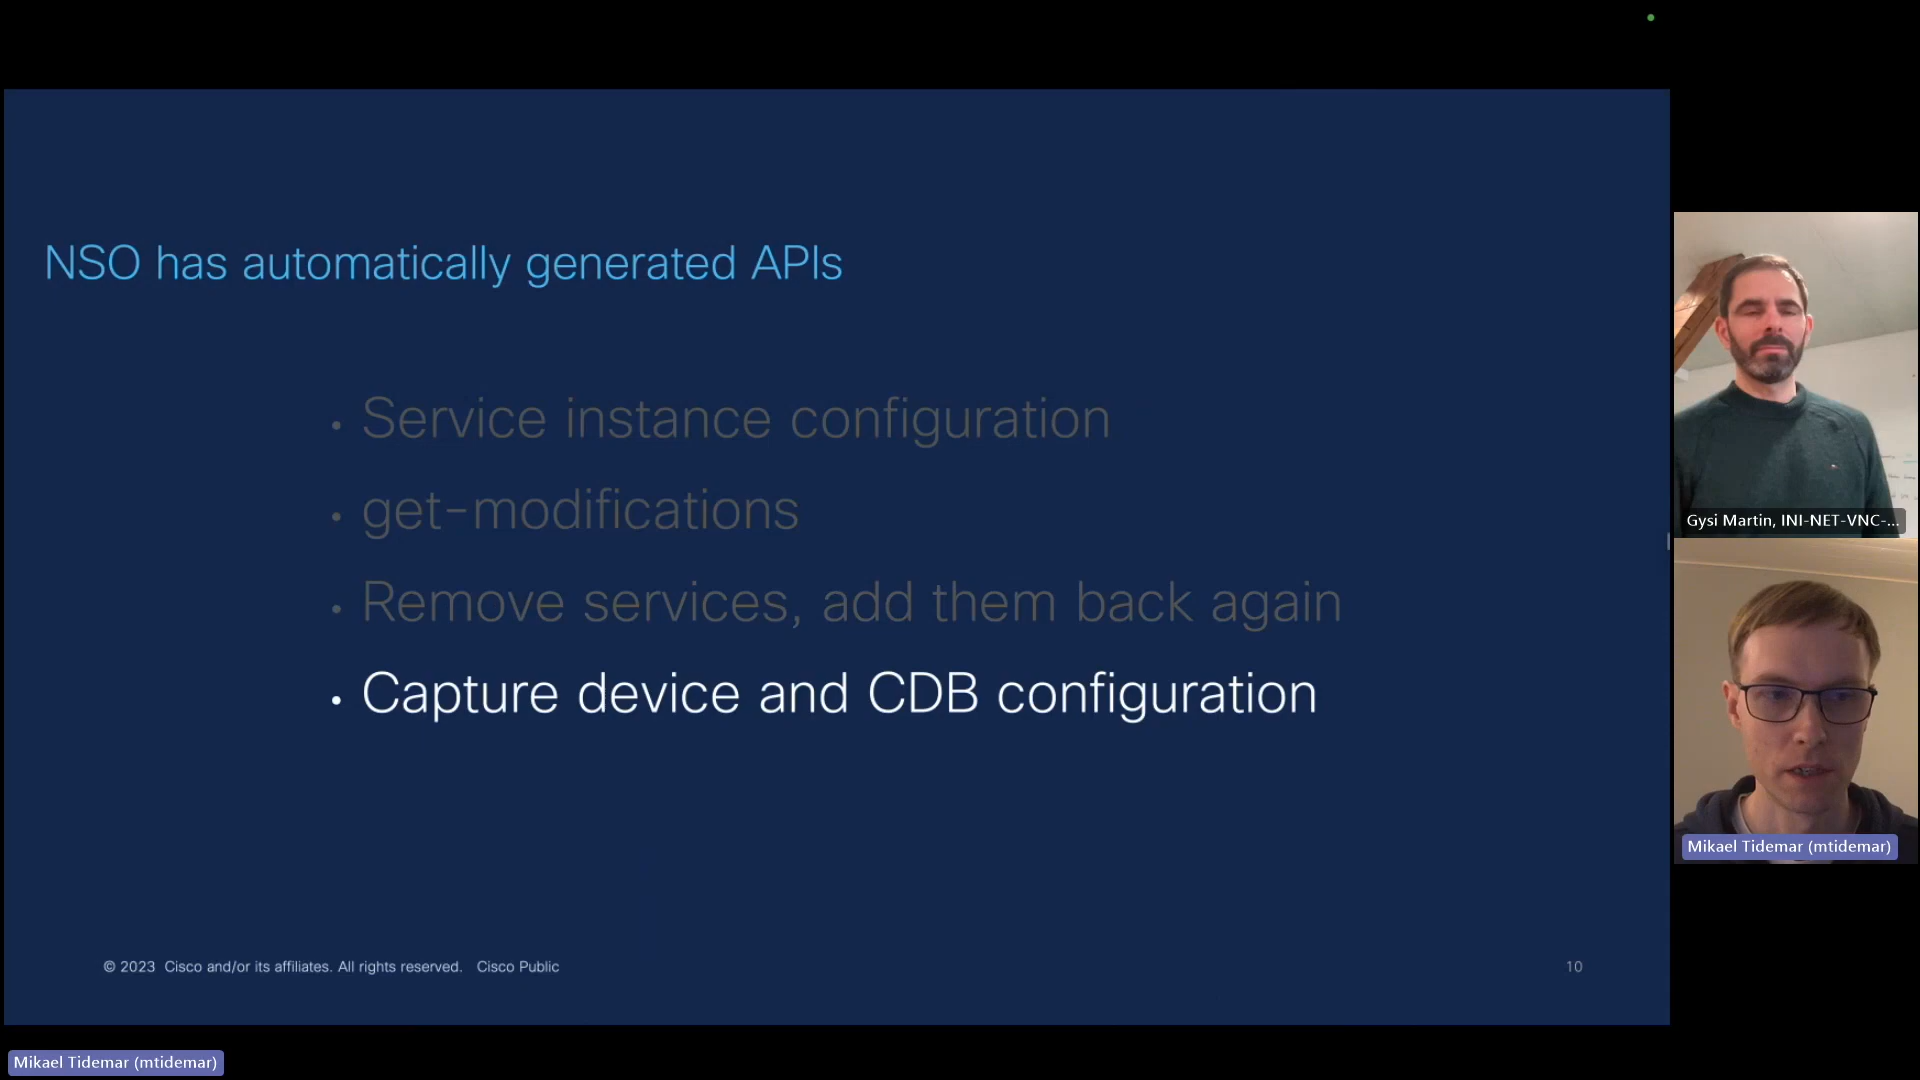 NSO has automatically generated APIs
• Service instance configuration
• get-modifications
• Remove services, add them back again
• Capture device and CDB configuration
© 2023 Cisco and/or its affiliates. All rights reserved. Cisco Public
10
Gysi Martin, INI-NET-VNC-...
Mikael Tidemar (mtidemar)
Mikael Tidemar (mtidemar)